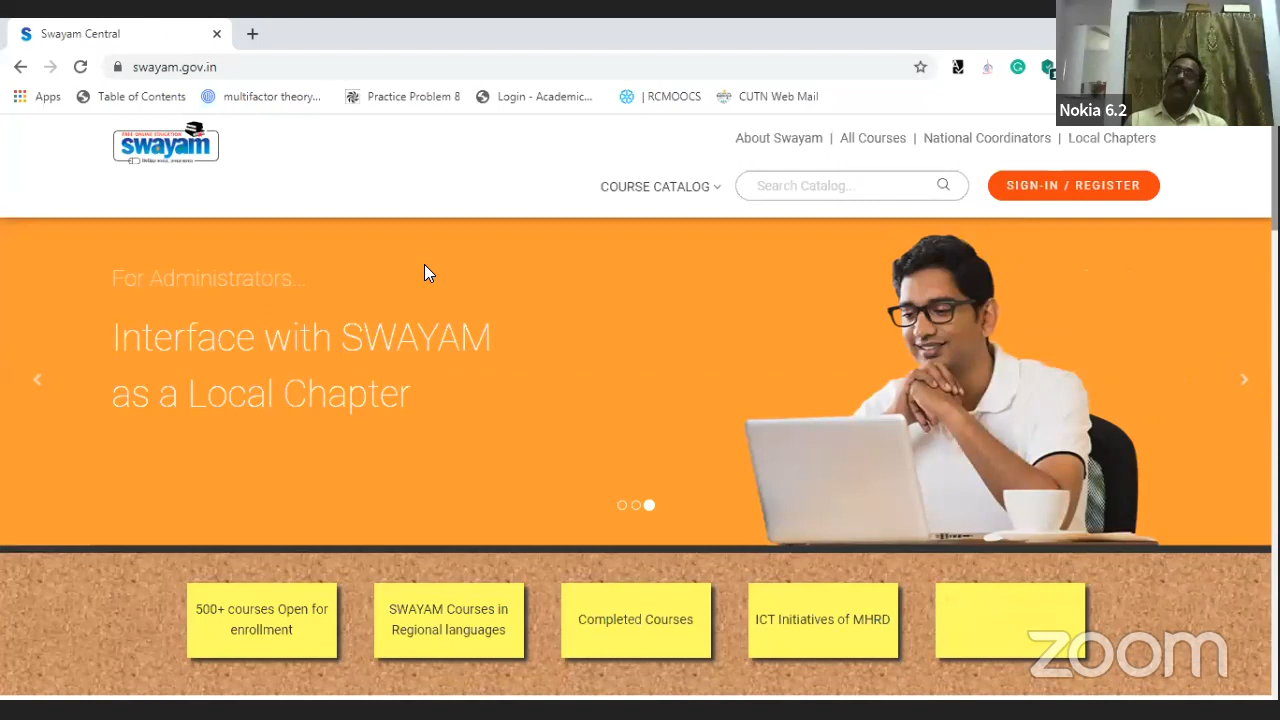 Swayam Central
swayam.gov.in
Apps
Table of Contents
multifactor theory...
Practice Problem 8
Login - Academic...
| RCMOOCS
CUTN Web Mail
Nokia 6.2
swayam
About Swayam | All Courses | National Coordinators | Local Chapters
COURSE CATALOG
Search Catalog...
SIGN-IN / REGISTER
For Administrators...
Interface with SWAYAM
as a Local Chapter
500+ courses Open for
enrollment
SWAYAM Courses in
Regional languages
Completed Courses
ICT Initiatives of MHRD
zoom